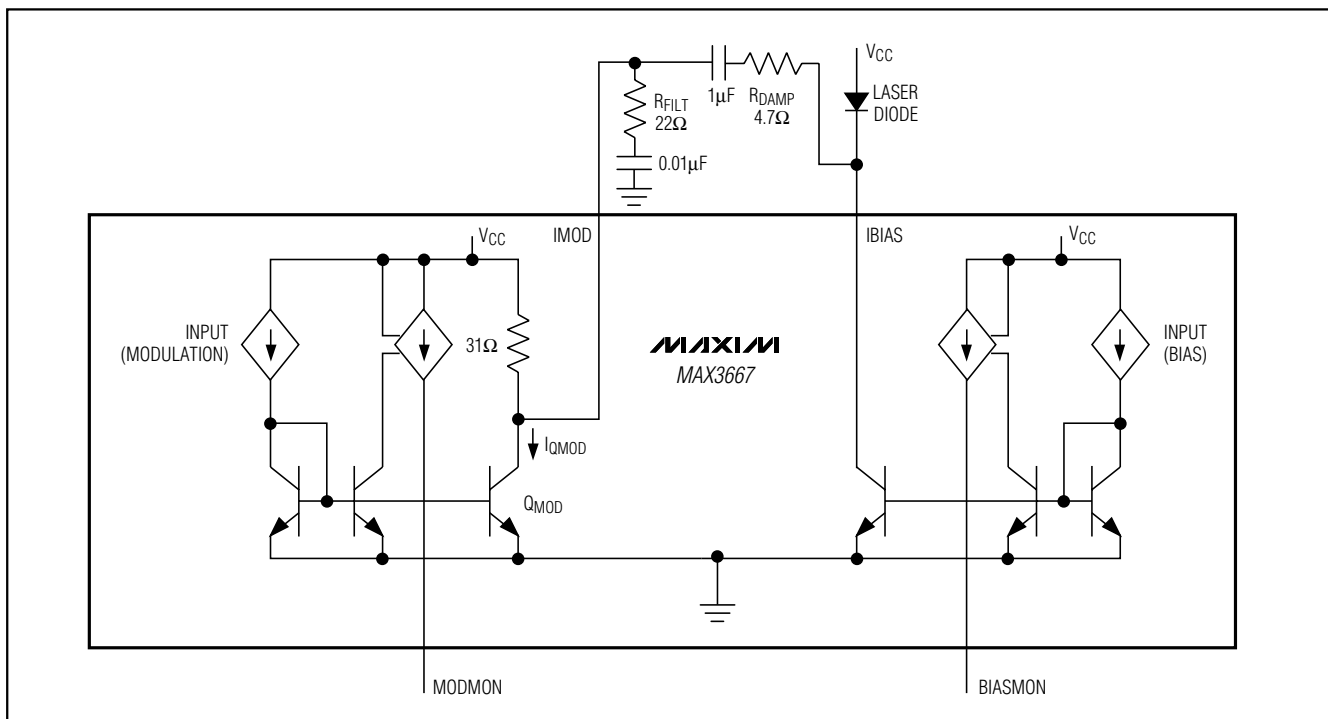 VCC
LASER
DIODE
1µF
RDAMP
4.7Ω
RFILT
22Ω
0.01µF
IMOD
IBIAS
VCC
VCC
INPUT
(MODULATION)
31Ω
MAXIM
MAX3667
INPUT
(BIAS)
IQMOD
QMOD
MODMON
BIASMON